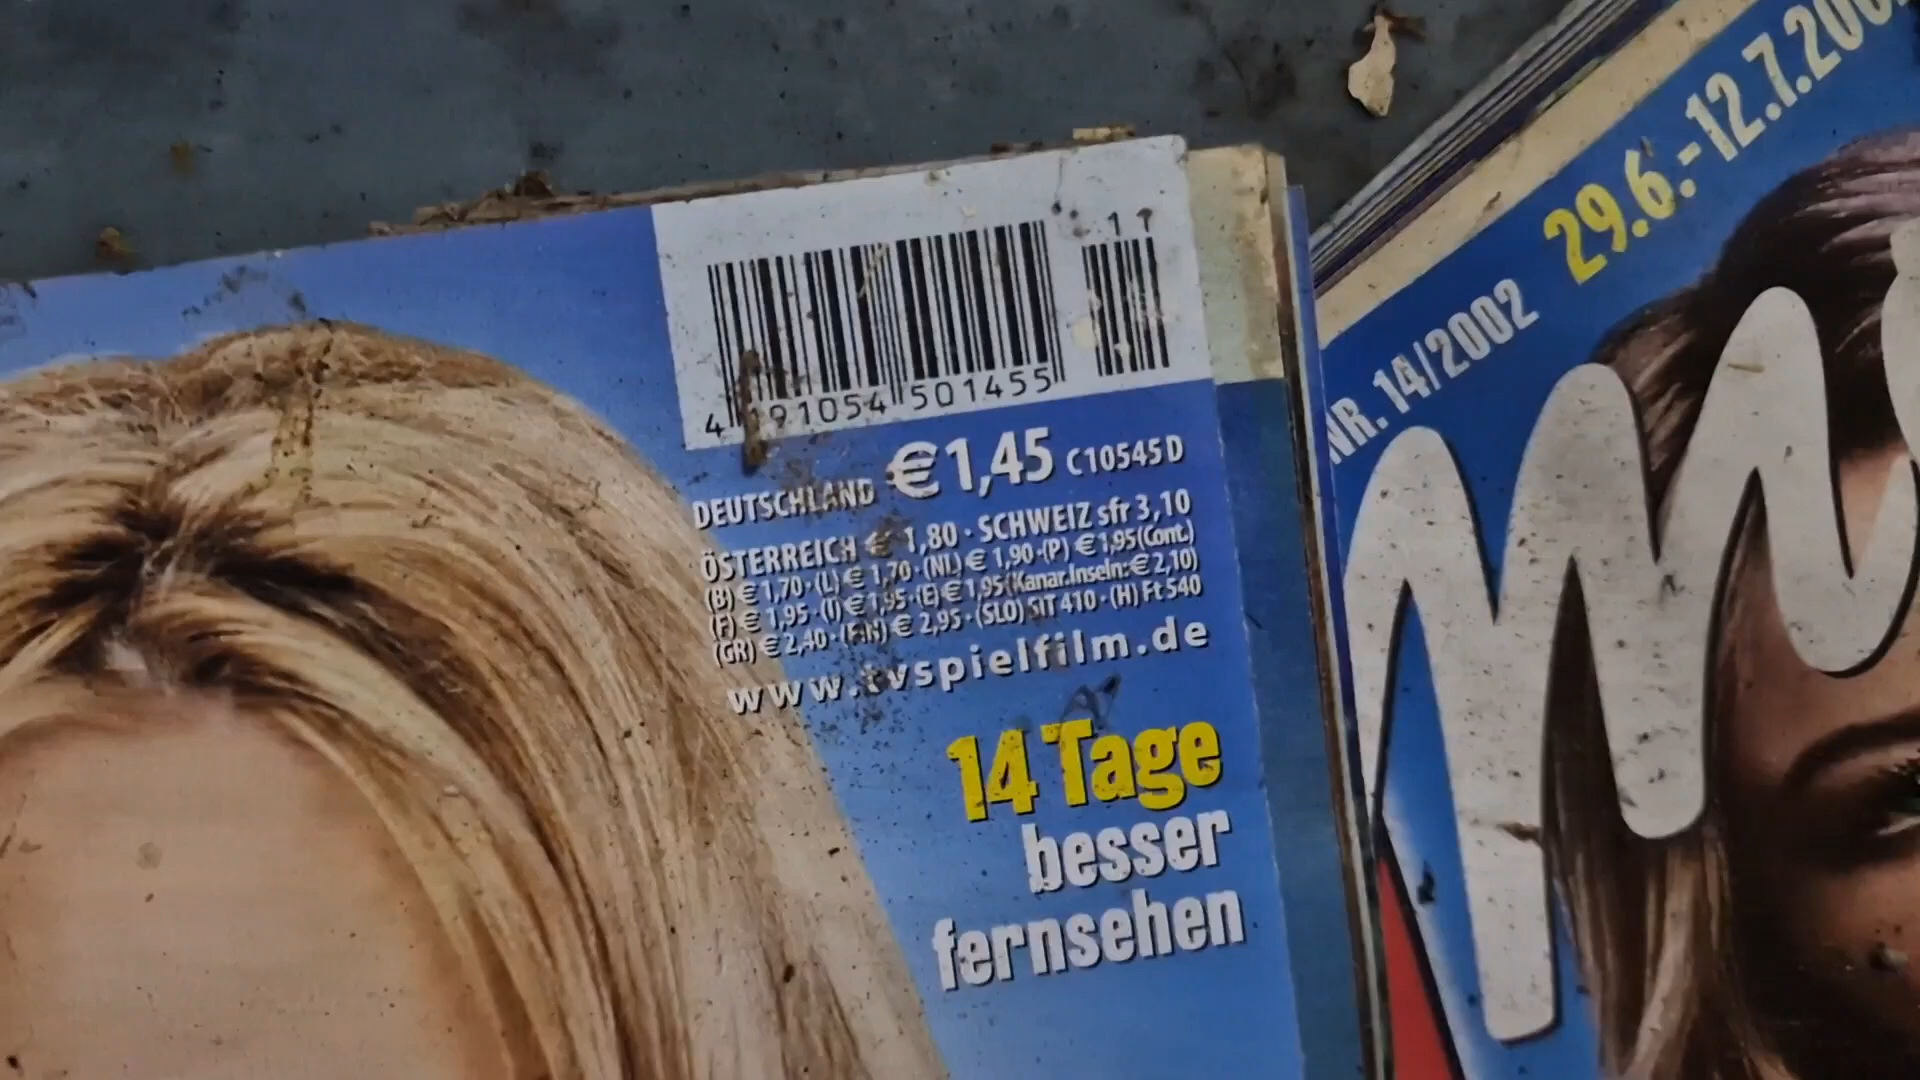 11
4 191054 501455
DEUTSCHLAND € 1,45 C10545 D
ÖSTERREICH € 1,80 · SCHWEIZ sfr 3,10
(B) € 1,70 · (L) € 1,70 · (NL) € 1,90 · (P) € 1,95 (Cont.)
(F) € 1,95 · (I) € 1,95 · (E) € 1,95 (Kanar.Inseln: € 2,10)
(GR) € 2,40 · (FIN) € 2,95 · (SLO) SIT 410 · (H) Ft 540
www.tvspielfilm.de
14 Tage
besser
fernsehen
NR. 14/2002 29.6.-12.7.200